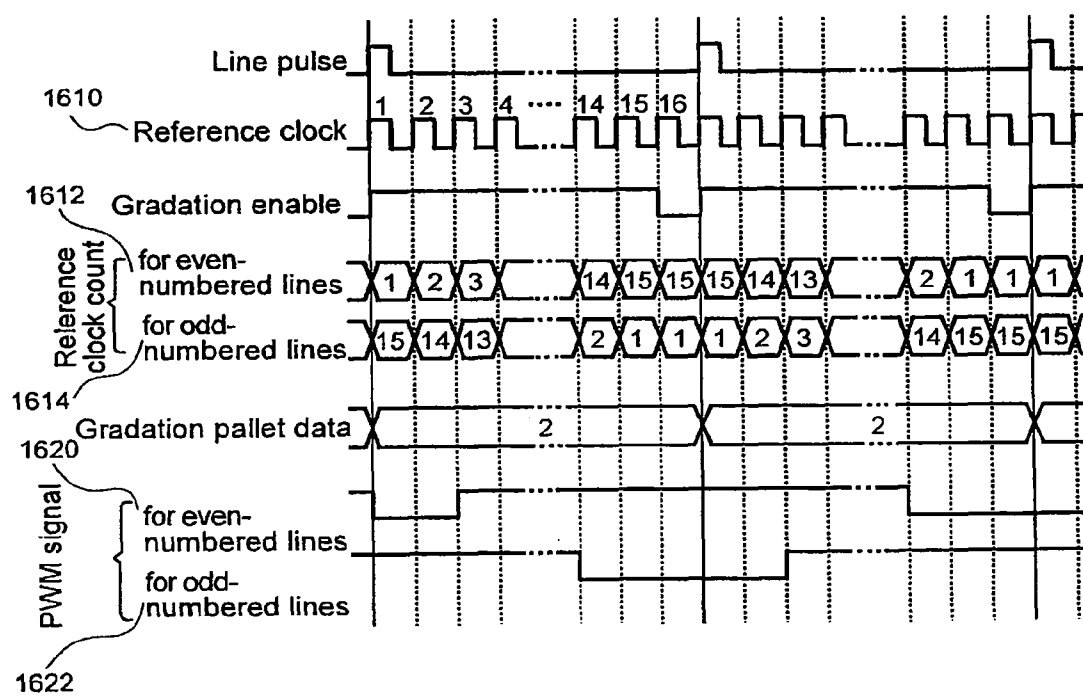 Line pulse
1610
1 2 3 4 ···· 14 15 16
Reference clock
1612
Gradation enable
Reference clock count
for even-numbered lines
1 2 3 14 15 15 15 14 13 2 1 1 1
for odd-numbered lines
15 14 13 2 1 1 1 2 3 14 15 15 15
1614
Gradation pallet data
2 2
1620
PWM signal
for even-numbered lines
for odd-numbered lines
1622